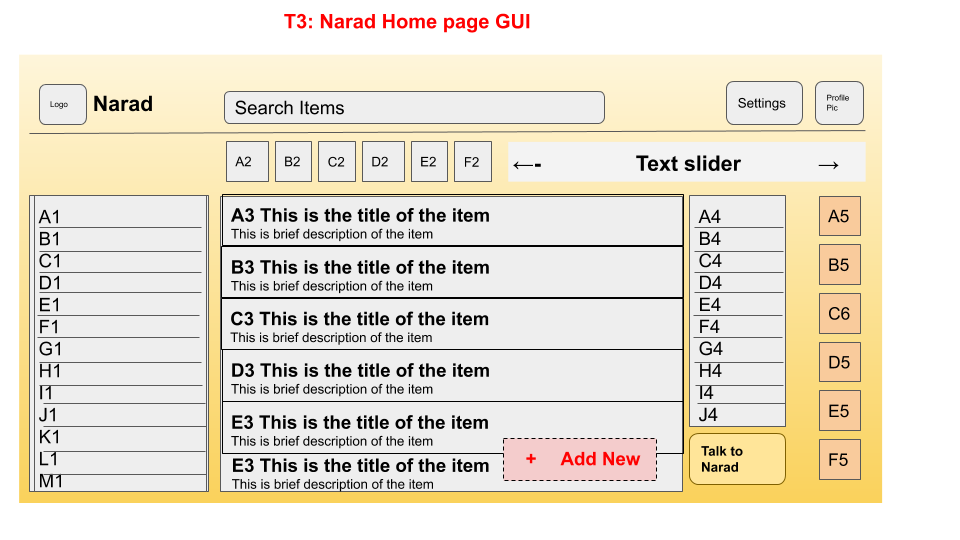 T3: Narad Home page GUI
Logo
Narad
Search Items
Settings
Profile
Pic
A2
B2
C2
D2
E2
F2
←- Text slider →
A1
B1
C1
D1
E1
F1
G1
H1
I1
J1
K1
L1
M1
A3 This is the title of the item
This is brief description of the item
B3 This is the title of the item
This is brief description of the item
C3 This is the title of the item
This is brief description of the item
D3 This is the title of the item
This is brief description of the item
E3 This is the title of the item
This is brief description of the item
E3 This is the title of the item
This is brief description of the item
+ Add New
A4
B4
C4
D4
E4
F4
G4
H4
I4
J4
Talk to
Narad
A5
B5
C6
D5
E5
F5